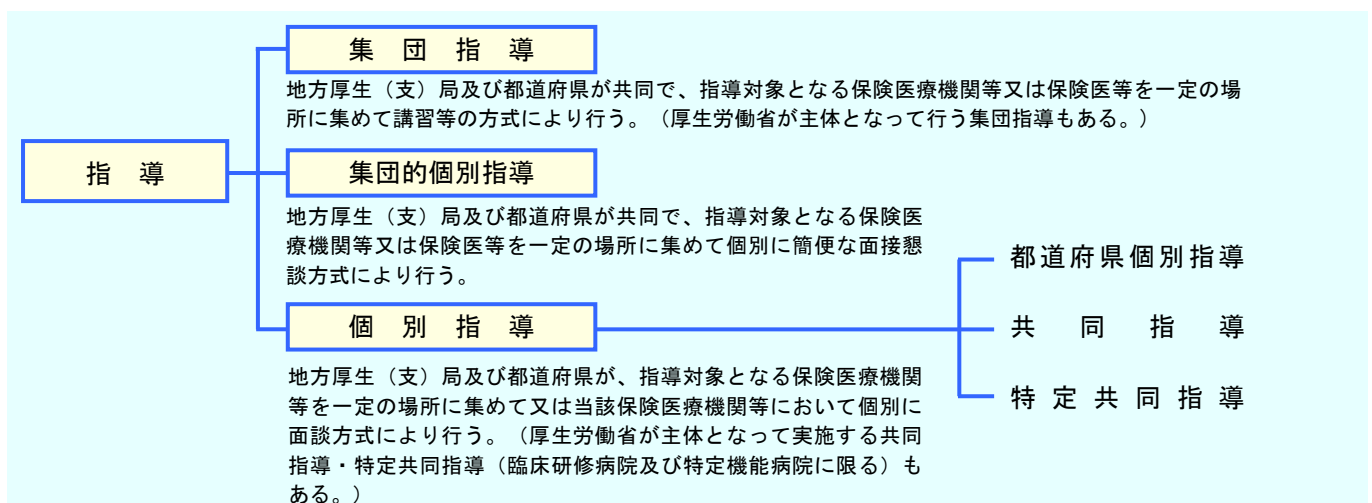 集団指導
地方厚生（支）局及び都道府県が共同で、指導対象となる保険医療機関等又は保険医等を一定の場
所に集めて講習等の方式により行う。（厚生労働省が主体となって行う集団指導もある。）
指導
集団的個別指導
地方厚生（支）局及び都道府県が共同で、指導対象となる保険医
療機関等又は保険医等を一定の場所に集めて個別に簡便な面接懇
談方式により行う。
個別指導
地方厚生（支）局及び都道府県が、指導対象となる保険医療機関
等を一定の場所に集めて又は当該保険医療機関等において個別に
面談方式により行う。（厚生労働省が主体となって実施する共同
指導・特定共同指導（臨床研修病院及び特定機能病院に限る）も
ある。）
都道府県個別指導
共同指導
特定共同指導